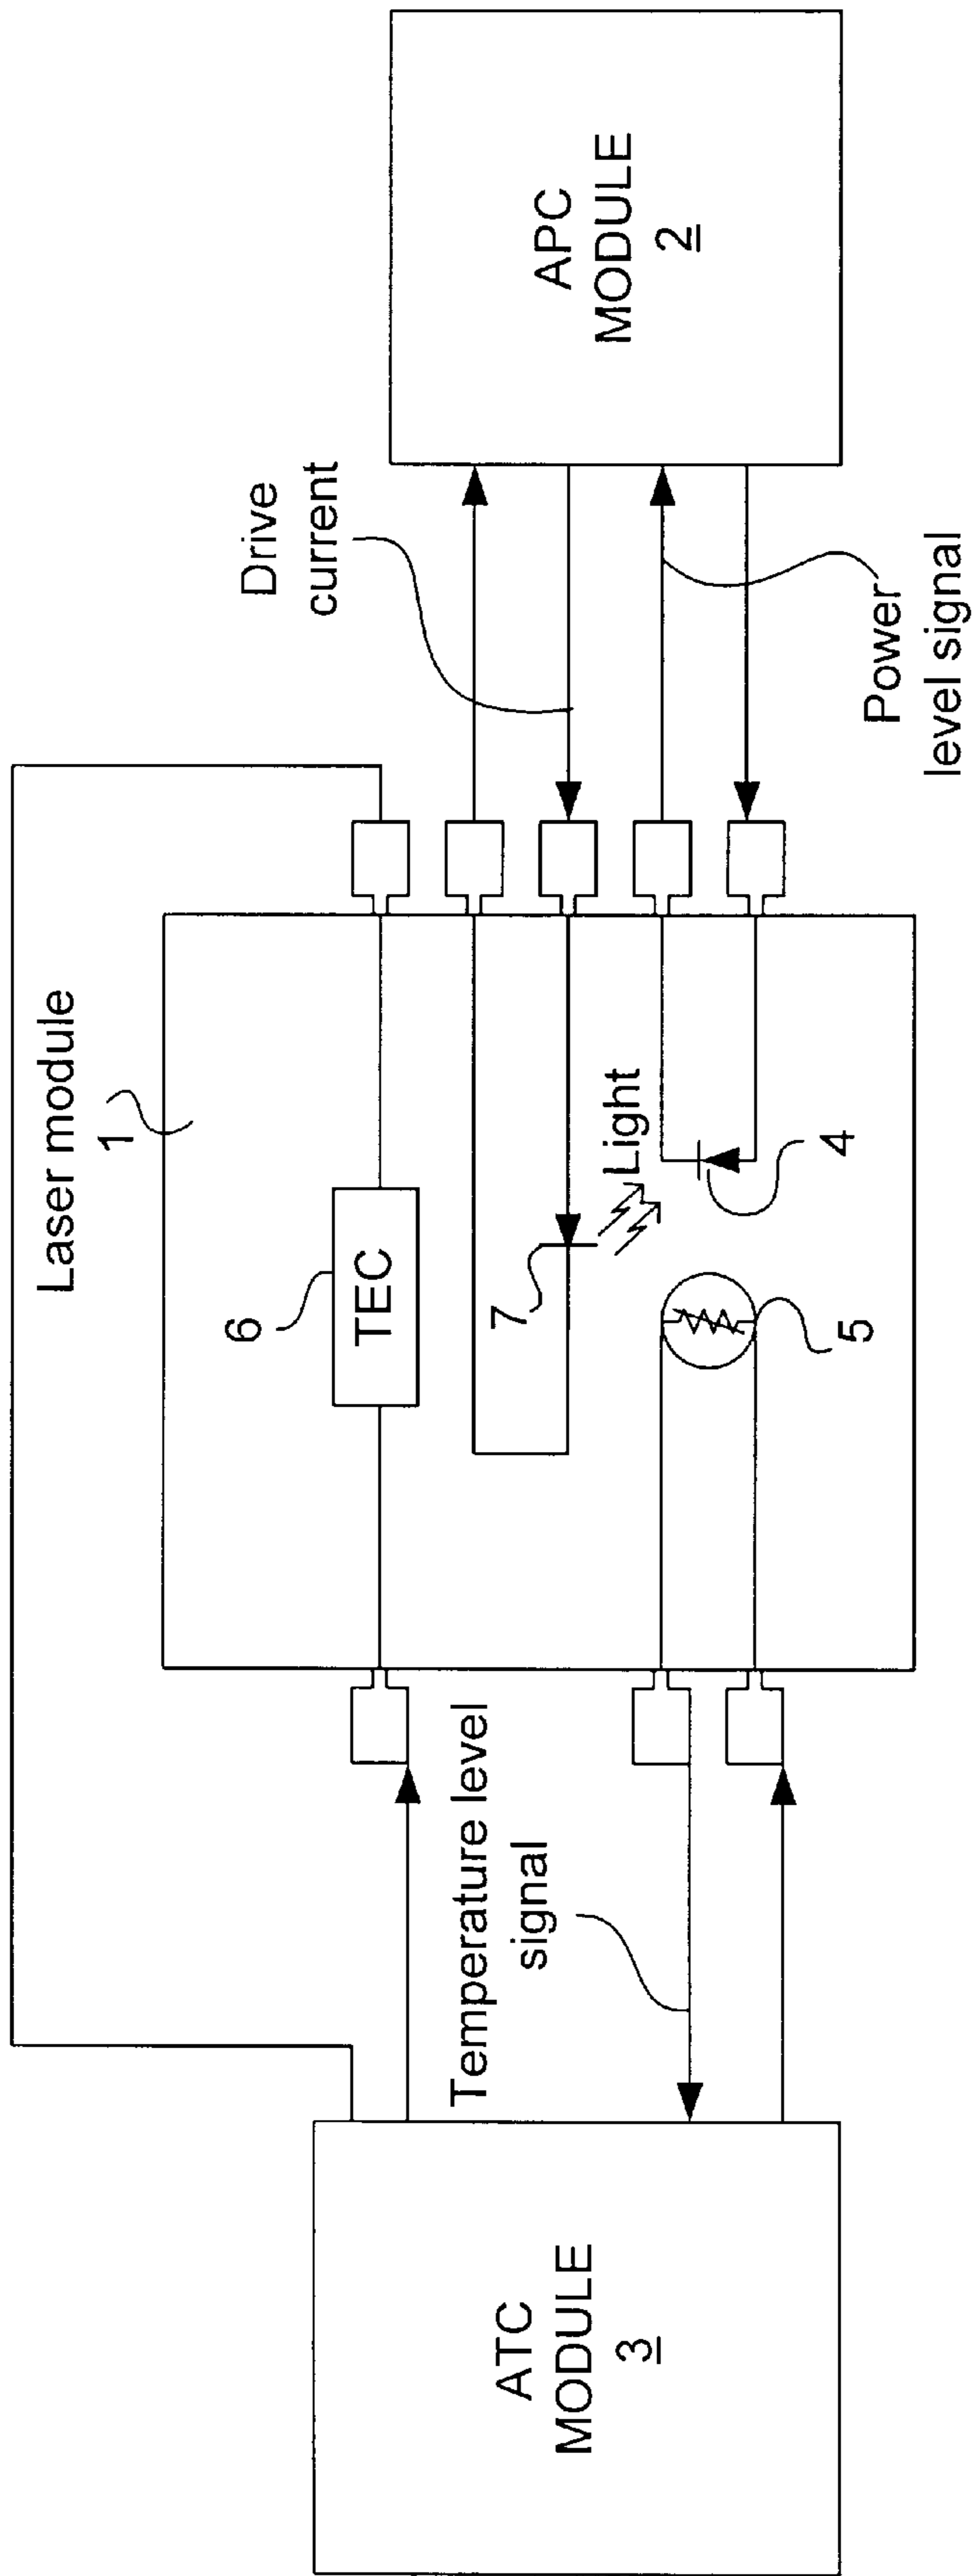 Laser module
1
6
TEC
7
Light
4
5
Drive
current
Power
level signal
APC
MODULE
2
Temperature level
signal
ATC
MODULE
3